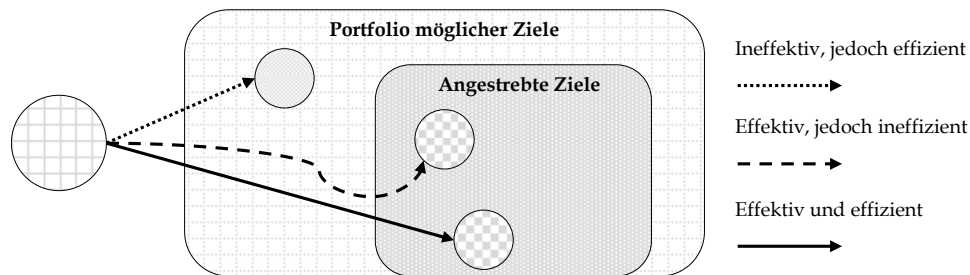 Portfolio möglicher Ziele
Angestrebte Ziele
Ineffektiv, jedoch effizient
Effektiv, jedoch ineffizient
Effektiv und effizient